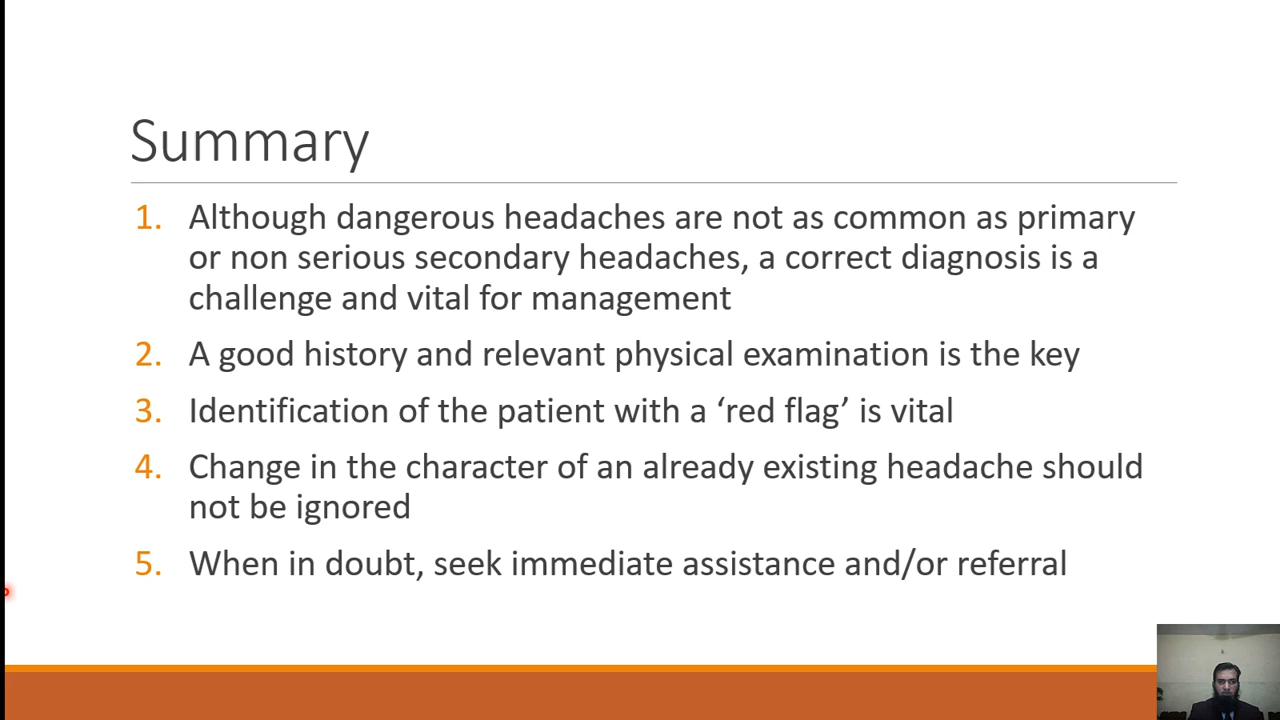 Summary
1. Although dangerous headaches are not as common as primary
or non serious secondary headaches, a correct diagnosis is a
challenge and vital for management
2. A good history and relevant physical examination is the key
3. Identification of the patient with a ‘red flag’ is vital
4. Change in the character of an already existing headache should
not be ignored
5. When in doubt, seek immediate assistance and/or referral